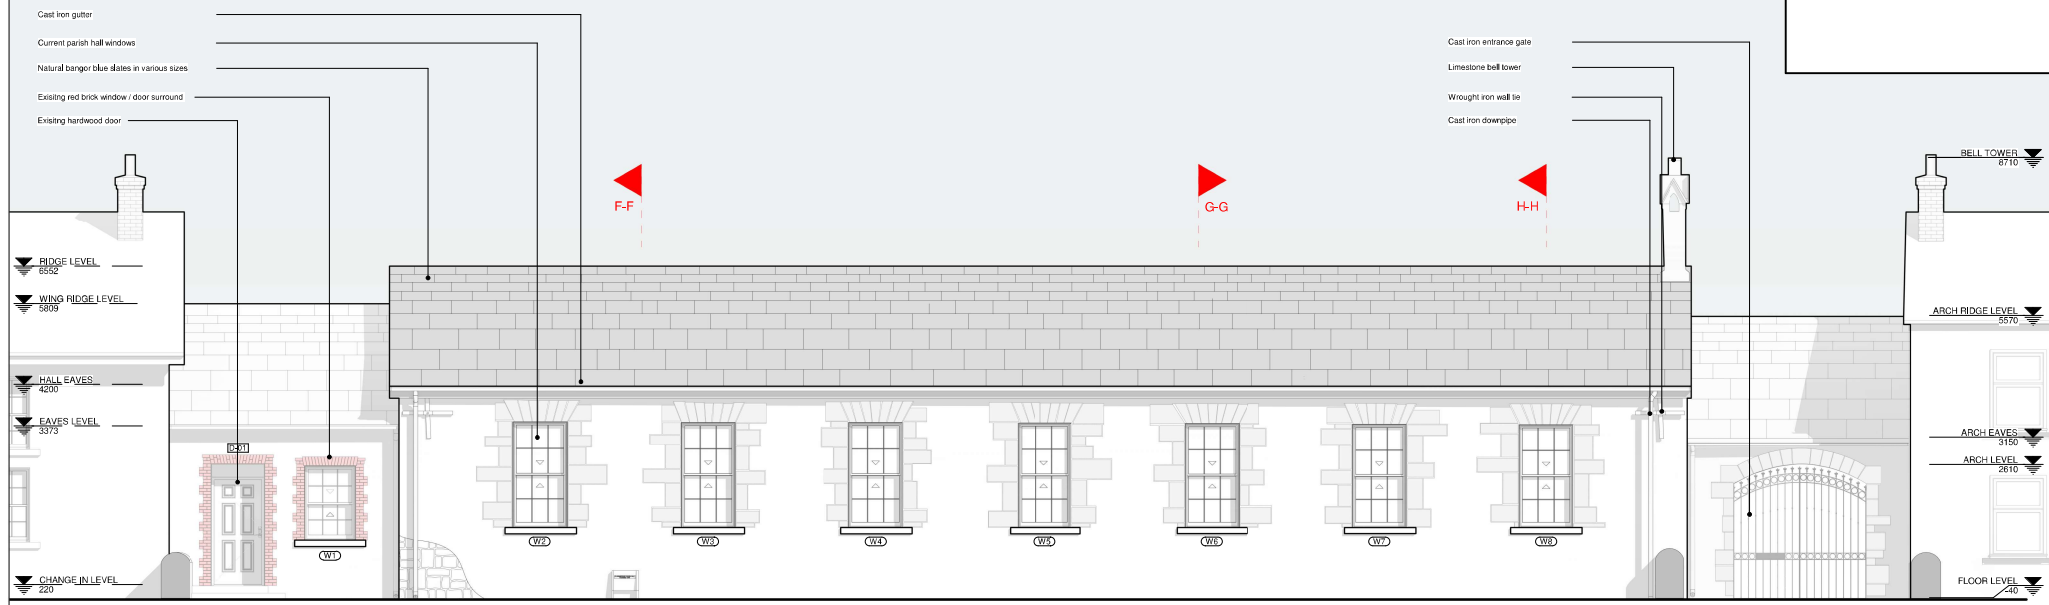 Cast iron gutter
Current parish hall windows
Natural bangor blue slates in various sizes
Exisitng red brick window / door surround
Exisitng hardwood door
Cast iron entrance gate
Limestone bell tower
Wrought iron wall tie
Cast iron downpipe
F-F
G-G
H-H
BELL TOWER
8710
RIDGE LEVEL
6552
WING RIDGE LEVEL
5809
ARCH RIDGE LEVEL
5570
HALL EAVES
4200
EAVES LEVEL
3373
ARCH EAVES
3150
ARCH LEVEL
2610
D-01
W1
W2
W3
W4
W5
W6
W7
W8
CHANGE IN LEVEL
220
FLOOR LEVEL
-40